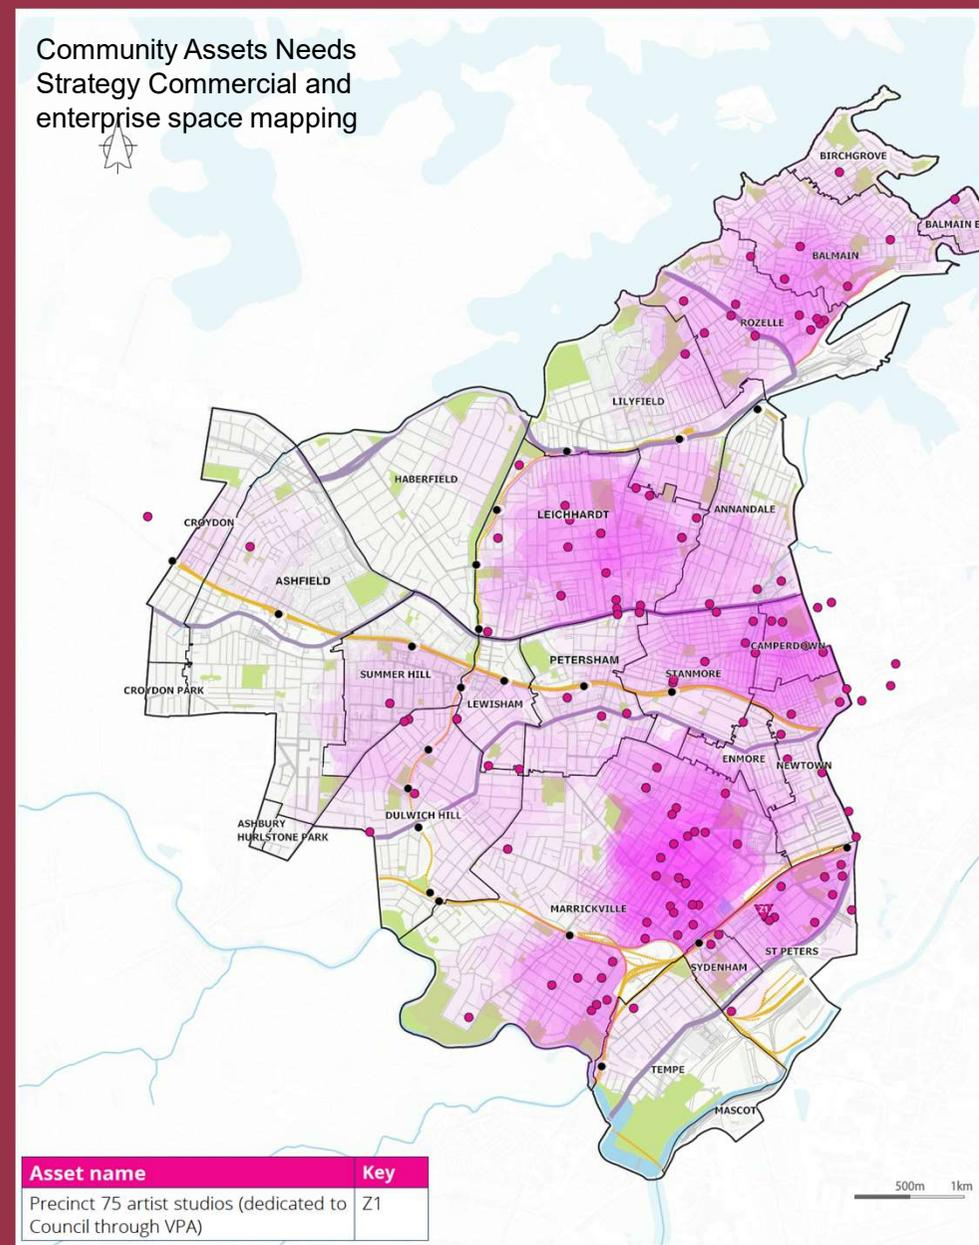 Community Assets Needs
Strategy Commercial and
enterprise space mapping
BIRCHGROVE
BALMAIN E
BALMAIN
ROZELLE
LILYFIELD
HABERFIELD
LEICHHARDT
ANNANDALE
CROYDON
ASHFIELD
CAMPERDOWN
PETERSHAM
SUMMER HILL
STANMORE
CROYDON PARK
LEWISHAM
ENMORE
NEWTOWN
DULWICH HILL
ASHBURY
HURLSTONE PARK
MARRICKVILLE
Z1
ST PETERS
SYDENHAM
TEMPE
MASCOT
500m 1km
Asset name Key
Precinct 75 artist studios (dedicated to Z1
Council through VPA)